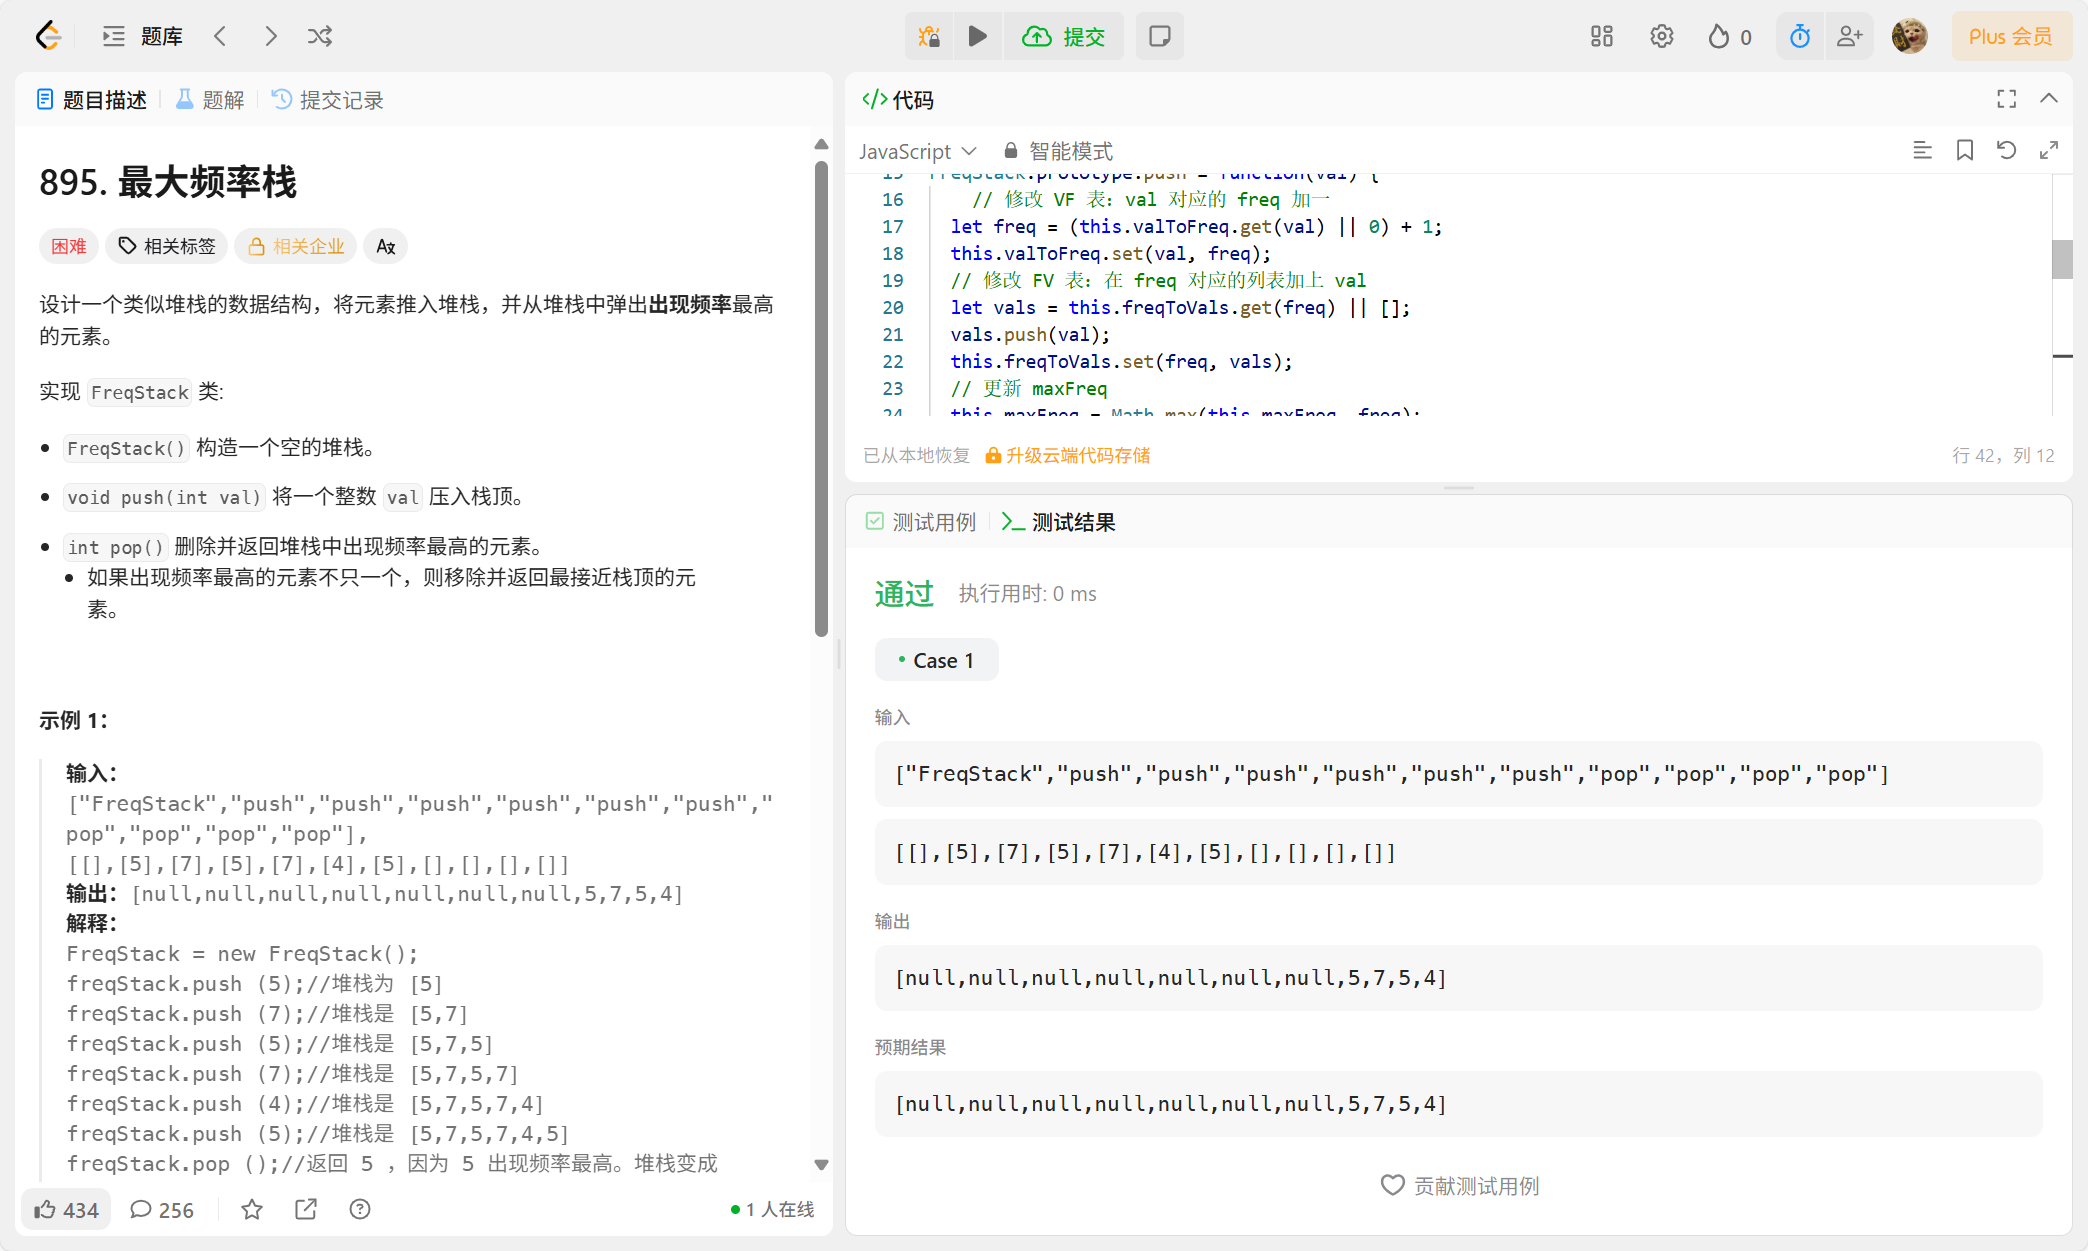 题库
提交
0
Plus 会员
题目描述
题解
提交记录
895. 最大频率栈
困难
相关标签
相关企业
设计一个类似堆栈的数据结构，将元素推入堆栈，并从堆栈中弹出出现频率最高
的元素。
实现 FreqStack 类:
FreqStack() 构造一个空的堆栈。
void push(int val) 将一个整数 val 压入栈顶。
int pop() 删除并返回堆栈中出现频率最高的元素。
如果出现频率最高的元素不只一个，则移除并返回最接近栈顶的元
素。
示例 1：
输入：
["FreqStack","push","push","push","push","push","push","
pop","pop","pop","pop"],
[[],[5],[7],[5],[7],[4],[5],[],[],[],[]]
输出：[null,null,null,null,null,null,null,5,7,5,4]
解释：
FreqStack = new FreqStack();
freqStack.push (5);//堆栈为 [5]
freqStack.push (7);//堆栈是 [5,7]
freqStack.push (5);//堆栈是 [5,7,5]
freqStack.push (7);//堆栈是 [5,7,5,7]
freqStack.push (4);//堆栈是 [5,7,5,7,4]
freqStack.push (5);//堆栈是 [5,7,5,7,4,5]
freqStack.pop ();//返回 5 ，因为 5 出现频率最高。堆栈变成
434
256
1 人在线
代码
JavaScript
智能模式
15 FreqStack.prototype.push = function(val) {
16 // 修改 VF 表：val 对应的 freq 加一
17 let freq = (this.valToFreq.get(val) || 0) + 1;
18 this.valToFreq.set(val, freq);
19 // 修改 FV 表：在 freq 对应的列表加上 val
20 let vals = this.freqToVals.get(freq) || [];
21 vals.push(val);
22 this.freqToVals.set(freq, vals);
23 // 更新 maxFreq
24 this.maxFreq = Math.max(this.maxFreq, freq);
已从本地恢复
升级云端代码存储
行 42，列 12
测试用例
测试结果
通过
执行用时: 0 ms
Case 1
输入
["FreqStack","push","push","push","push","push","push","pop","pop","pop","pop"]
[[],[5],[7],[5],[7],[4],[5],[],[],[],[]]
输出
[null,null,null,null,null,null,null,5,7,5,4]
预期结果
[null,null,null,null,null,null,null,5,7,5,4]
贡献测试用例